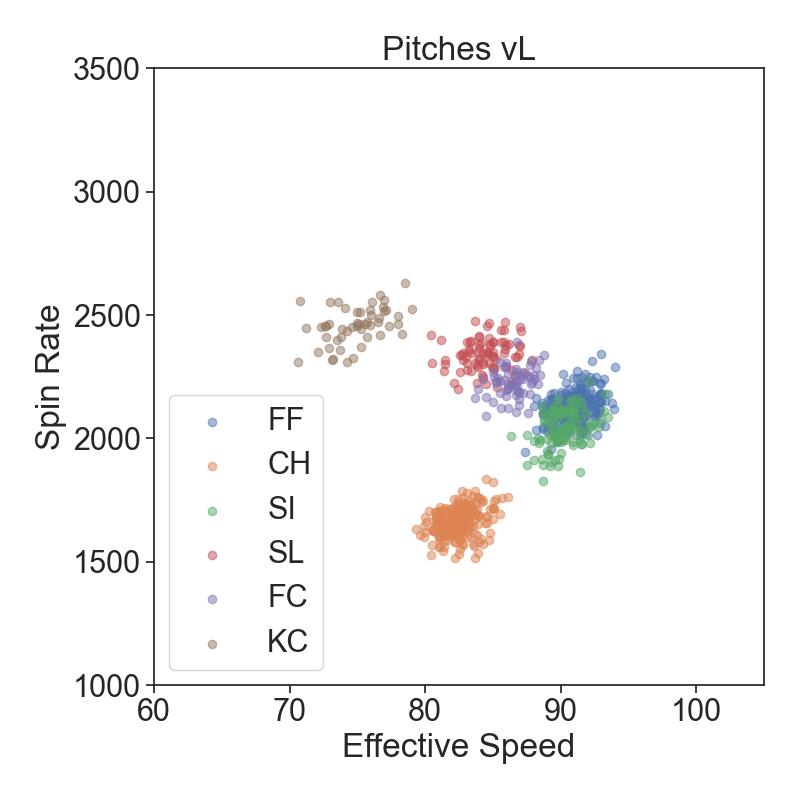 Pitches vL
3500
3000
2500
2000
1500
1000
Spin Rate
FF
CH
SI
SL
FC
KC
60 70 80 90 100
Effective Speed